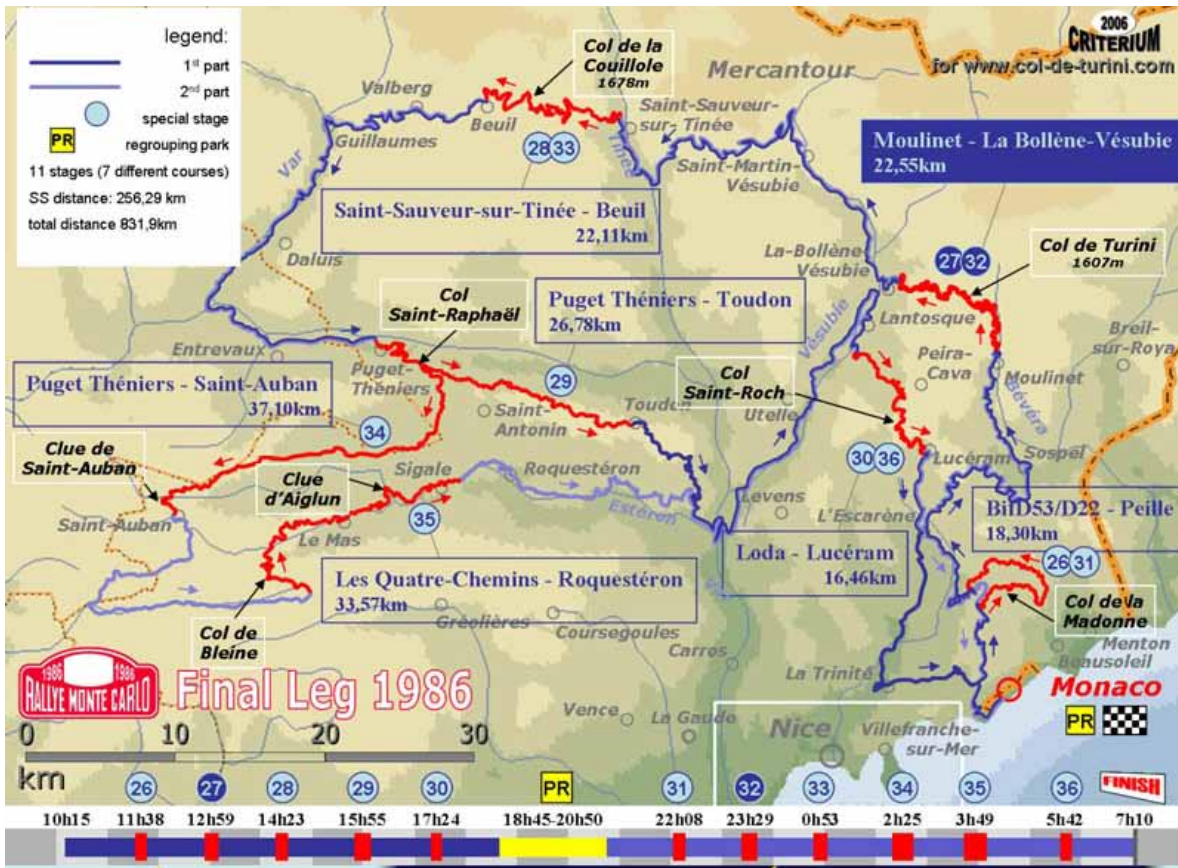 legend:
1st part
2nd part
special stage
PR
regrouping park
11 stages (7 different courses)
SS distance: 256,29 km
total distance 831,9km
2006
CRITERIUM
for www.col-de-turini.com
Col de la
Couillole
1678m
Mercantour
Valberg
Beuil
Guillaumes
Saint-Sauveur-
sur-Tinée
28 33
Tinée
Var
Saint-Martin-
Vésubie
Moulinet - La Bollène-Vésubie
22,55km
Saint-Sauveur-sur-Tinée - Beuil
22,11km
Daluis
La-Bollène-
Vésubie
27 32
Col de Turini
1607m
Col
Saint-Raphaël
Puget Théniers - Toudon
26,78km
Vésubie
Lantosque
Entrevaux
Puget-
Théniers
Peïra-
Cava
Breil-
sur-Roya
Moulinet
Puget Théniers - Saint-Auban
37,10km
29
Col
Saint-Roch
Saint-
Antonin
Toudon
Utelle
Bévéra
34
Clue de
Saint-Auban
Sigale
Clue
d'Aiglun
Roquestéron
30 36
Lucéram
Sospel
Saint-Auban
35
Estéron
Levens
L'Escarène
BifD53/D22 - Peille
18,30km
Le Mas
Loda - Lucéram
16,46km
26 31
Les Quatre-Chemins - Roquestéron
33,57km
Col de
Bleine
Gréolières
Coursegoules
Col de la
Madonne
Carros
Menton
Beausoleil
La Trinité
1986 1986
RALLYE MONTE CARLO
Final Leg 1986
Monaco
PR
Vence
La Gaude
Nice
Villefranche-
sur-Mer
0 10 20 30
km
26 27 28 29 30 PR 31 32 33 34 35 36 FINISH
10h15 11h38 12h59 14h23 15h55 17h24 18h45-20h50 22h08 23h29 0h53 2h25 3h49 5h42 7h10